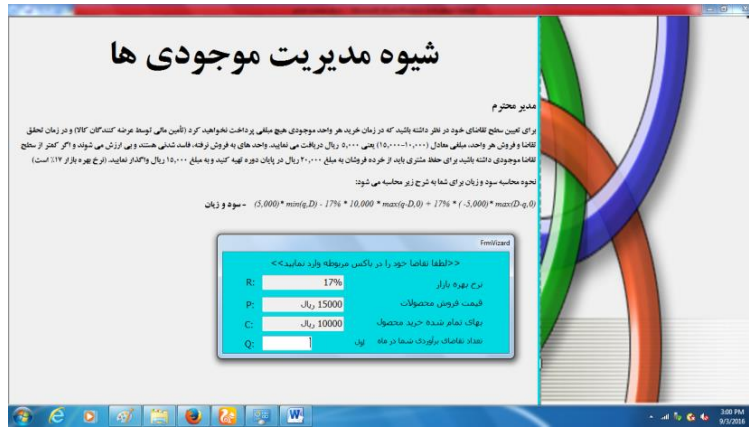 شیوه مدیریت موجودی ها
مدیر محترم
برای تعیین سطح تقاضای خود در نظر داشته باشید که در زمان خرید هر واحد موجودی هیچ مبلغی پرداخت نخواهید کرد (تأمین مالی توسط عرضه کنندگان کالا) و در زمان تحقق
تقاضا و فروش هر واحد، مبلغی معادل (۱۰,۰۰۰-۱۵,۰۰۰) یعنی ۵,۰۰۰ ریال دریافت می نمایید. واحد های به فروش نرفته، فاسد شدنی هستند و بی ارزش می شوند و اگر کمتر از سطح
تقاضا موجودی داشته باشید برای حفظ مشتری باید از خرده فروشان به مبلغ ۲۰,۰۰۰ ریال در پایان دوره تهیه کنید و به مبلغ ۱۵,۰۰۰ ریال واگذار نمایید. (نرخ بهره بازار ۱۷٪ است)
نحوه محاسبه سود و زیان برای شما به شرح زیر محاسبه می شود:
(5,000)* min(q,D) - 17% * 10,000 * max(q-D,0) + 17% * (-5,000)* max(D-q,0) = سود و زیان
FrmVizard
<<لطفا تقاضا خود را در باکس مربوطه وارد نمایید>>
نرخ بهره بازار 17% R:
قیمت فروش محصولات 15000 ریال P:
بهای تمام شده خرید محصول 10000 ریال C:
تعداد تقاضای برآوردی شما در ماه اول Q:
3:00 PM
9/3/2016